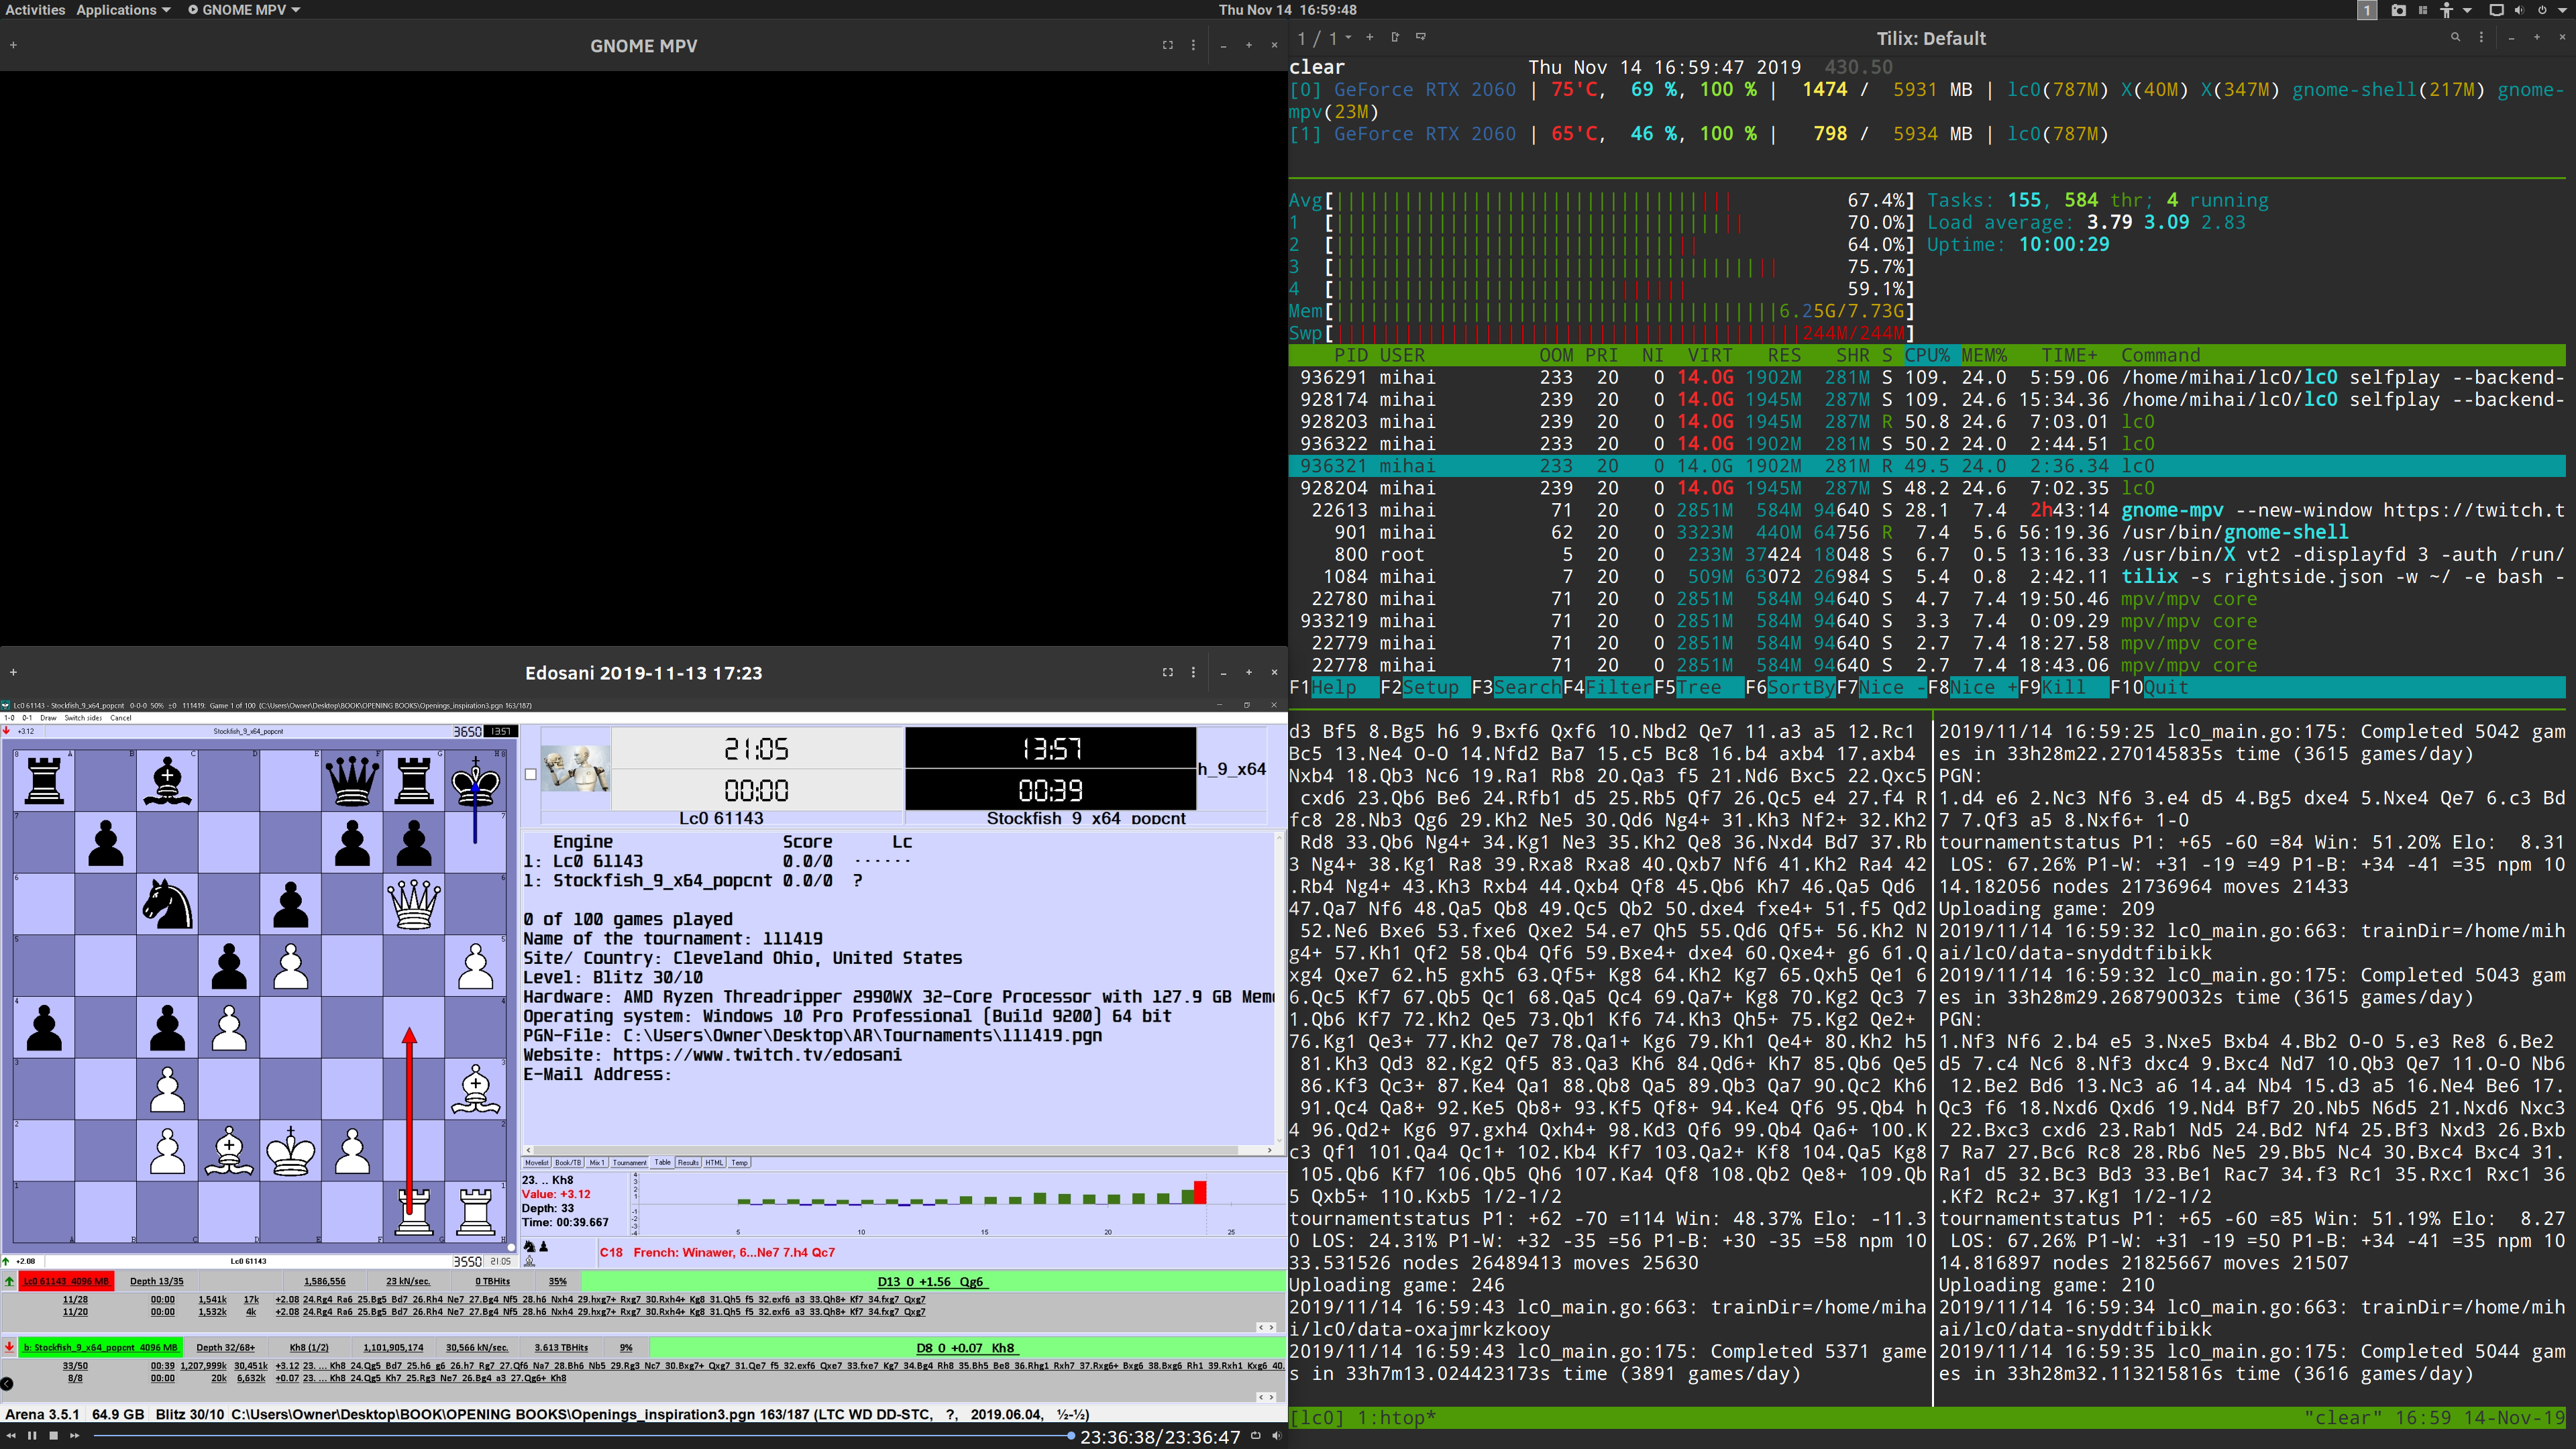 Activities Applications GNOME MPV Thu Nov 14 16:59:48 1
GNOME MPV
1 / 1 Tilix: Default
clear Thu Nov 14 16:59:47 2019 430.50
[0] GeForce RTX 2060 | 75'C, 69 %, 100 % | 1474 / 5931 MB | lc0(787M) X(40M) X(347M) gnome-shell(217M) gnome-
mpv(23M)
[1] GeForce RTX 2060 | 65'C, 46 %, 100 % | 798 / 5934 MB | lc0(787M)
Avg[ 67.4%] Tasks: 155, 584 thr; 4 running
1 [ 70.0%] Load average: 3.79 3.09 2.83
2 [ 64.0%] Uptime: 10:00:29
3 [ 75.7%]
4 [ 59.1%]
Mem[ 6.25G/7.73G]
Swp[ 244M/244M]
PID USER OOM PRI NI VIRT RES SHR S CPU% MEM% TIME+ Command
936291 mihai 233 20 0 14.0G 1902M 281M S 109. 24.0 5:59.06 /home/mihai/lc0/lc0 selfplay --backend-
928174 mihai 239 20 0 14.0G 1945M 287M S 109. 24.6 15:34.36 /home/mihai/lc0/lc0 selfplay --backend-
928203 mihai 239 20 0 14.0G 1945M 287M R 50.8 24.6 7:03.01 lc0
936322 mihai 233 20 0 14.0G 1902M 281M S 50.2 24.0 2:44.51 lc0
936321 mihai 233 20 0 14.0G 1902M 281M R 49.5 24.0 2:36.34 lc0
928204 mihai 239 20 0 14.0G 1945M 287M S 48.2 24.6 7:02.35 lc0
22613 mihai 71 20 0 2851M 584M 94640 S 28.1 7.4 2h43:14 gnome-mpv --new-window https://twitch.t
901 mihai 62 20 0 3323M 440M 64756 R 7.4 5.6 56:19.36 /usr/bin/gnome-shell
800 root 5 20 0 233M 37424 18048 S 6.7 0.5 13:16.33 /usr/bin/X vt2 -displayfd 3 -auth /run/
1084 mihai 7 20 0 509M 63072 26984 S 5.4 0.8 2:42.11 tilix -s rightside.json -w ~/ -e bash -
22780 mihai 71 20 0 2851M 584M 94640 S 4.7 7.4 19:50.46 mpv/mpv core
933219 mihai 71 20 0 2851M 584M 94640 S 3.3 7.4 0:09.29 mpv/mpv core
22779 mihai 71 20 0 2851M 584M 94640 S 2.7 7.4 18:27.58 mpv/mpv core
22778 mihai 71 20 0 2851M 584M 94640 S 2.7 7.4 18:43.06 mpv/mpv core
F1Help F2Setup F3SearchF4FilterF5Tree F6SortByF7Nice -F8Nice +F9Kill F10Quit
d3 Bf5 8.Bg5 h6 9.Bxf6 Qxf6 10.Nbd2 Qe7 11.a3 a5 12.Rc1
Bc5 13.Ne4 O-O 14.Nfd2 Ba7 15.c5 Bc8 16.b4 axb4 17.axb4
Nxb4 18.Qb3 Nc6 19.Ra1 Rb8 20.Qa3 f5 21.Nd6 Bxc5 22.Qxc5
cxd6 23.Qb6 Be6 24.Rfb1 d5 25.Rb5 Qf7 26.Qc5 e4 27.f4 R
fc8 28.Nb3 Qg6 29.Kh2 Ne5 30.Qd6 Ng4+ 31.Kh3 Nf2+ 32.Kh2
Rd8 33.Qb6 Ng4+ 34.Kg1 Ne3 35.Kh2 Qe8 36.Nxd4 Bd7 37.Rb
3 Ng4+ 38.Kg1 Ra8 39.Rxa8 Rxa8 40.Qxb7 Nf6 41.Kh2 Ra4 42
.Rb4 Ng4+ 43.Kh3 Rxb4 44.Qxb4 Qf8 45.Qb6 Kh7 46.Qa5 Qd6
47.Qa7 Nf6 48.Qa5 Qb8 49.Qc5 Qb2 50.dxe4 fxe4+ 51.f5 Qd2
52.Ne6 Bxe6 53.fxe6 Qxe2 54.e7 Qh5 55.Qd6 Qf5+ 56.Kh2 N
g4+ 57.Kh1 Qf2 58.Qb4 Qf6 59.Bxe4+ dxe4 60.Qxe4+ g6 61.Q
xg4 Qxe7 62.h5 gxh5 63.Qf5+ Kg8 64.Kh2 Kg7 65.Qxh5 Qe1 6
6.Qc5 Kf7 67.Qb5 Qc1 68.Qa5 Qc4 69.Qa7+ Kg8 70.Kg2 Qc3 7
1.Qb6 Kf7 72.Kh2 Qe5 73.Qb1 Kf6 74.Kh3 Qh5+ 75.Kg2 Qe2+
76.Kg1 Qe3+ 77.Kh2 Qe7 78.Qa1+ Kg6 79.Kh1 Qe4+ 80.Kh2 h5
81.Kh3 Qd3 82.Kg2 Qf5 83.Qa3 Kh6 84.Qd6+ Kh7 85.Qb6 Qe5
86.Kf3 Qc3+ 87.Ke4 Qa1 88.Qb8 Qa5 89.Qb3 Qa7 90.Qc2 Kh6
91.Qc4 Qa8+ 92.Ke5 Qb8+ 93.Kf5 Qf8+ 94.Ke4 Qf6 95.Qb4 h
4 96.Qd2+ Kg6 97.gxh4 Qxh4+ 98.Kd3 Qf6 99.Qb4 Qa6+ 100.K
c3 Qf1 101.Qa4 Qc1+ 102.Kb4 Kf7 103.Qa2+ Kf8 104.Qa5 Kg8
105.Qb6 Kf7 106.Qb5 Qh6 107.Ka4 Qf8 108.Qb2 Qe8+ 109.Qb
5 Qxb5+ 110.Kxb5 1/2-1/2
tournamentstatus P1: +62 -70 =114 Win: 48.37% Elo: -11.3
0 LOS: 24.31% P1-W: +32 -35 =56 P1-B: +30 -35 =58 npm 10
33.531526 nodes 26489413 moves 25630
Uploading game: 246
2019/11/14 16:59:43 lc0_main.go:663: trainDir=/home/miha
i/lc0/data-oxajmrkzkooy
2019/11/14 16:59:43 lc0_main.go:175: Completed 5371 game
s in 33h7m13.024423173s time (3891 games/day)
2019/11/14 16:59:25 lc0_main.go:175: Completed 5042 gam
es in 33h28m22.270145835s time (3615 games/day)
PGN:
1.d4 e6 2.Nc3 Nf6 3.e4 d5 4.Bg5 dxe4 5.Nxe4 Qe7 6.c3 Bd
7 7.Qf3 a5 8.Nxf6+ 1-0
tournamentstatus P1: +65 -60 =84 Win: 51.20% Elo: 8.31
LOS: 67.26% P1-W: +31 -19 =49 P1-B: +34 -41 =35 npm 10
14.182056 nodes 21736964 moves 21433
Uploading game: 209
2019/11/14 16:59:32 lc0_main.go:663: trainDir=/home/mih
ai/lc0/data-snyddtfibikk
2019/11/14 16:59:32 lc0_main.go:175: Completed 5043 gam
es in 33h28m29.268790032s time (3615 games/day)
PGN:
1.Nf3 Nf6 2.b4 e5 3.Nxe5 Bxb4 4.Bb2 O-O 5.e3 Re8 6.Be2
d5 7.c4 Nc6 8.Nf3 dxc4 9.Bxc4 Nd7 10.Qb3 Qe7 11.O-O Nb6
12.Be2 Bd6 13.Nc3 a6 14.a4 Nb4 15.d3 a5 16.Ne4 Be6 17.
Qc3 f6 18.Nxd6 Qxd6 19.Nd4 Bf7 20.Nb5 N6d5 21.Nxd6 Nxc3
22.Bxc3 cxd6 23.Rab1 Nd5 24.Bd2 Nf4 25.Bf3 Nxd3 26.Bxb
7 Ra7 27.Bc6 Rc8 28.Rb6 Ne5 29.Bb5 Nc4 30.Bxc4 Bxc4 31.
Ra1 d5 32.Bc3 Bd3 33.Be1 Rac7 34.f3 Rc1 35.Rxc1 Rxc1 36
.Kf2 Rc2+ 37.Kg1 1/2-1/2
tournamentstatus P1: +65 -60 =85 Win: 51.19% Elo: 8.27
LOS: 67.26% P1-W: +31 -19 =50 P1-B: +34 -41 =35 npm 10
14.816897 nodes 21825667 moves 21507
Uploading game: 210
2019/11/14 16:59:34 lc0_main.go:663: trainDir=/home/mih
ai/lc0/data-snyddtfibikk
2019/11/14 16:59:35 lc0_main.go:175: Completed 5044 gam
es in 33h28m32.113215816s time (3616 games/day)
[lc0] 1:htop* "clear" 16:59 14-Nov-19
Edosani 2019-11-13 17:23
Lc0 61143 - Stockfish_9_x64_popcnt 0-0-0 50% ±0 111419: Game 1 of 100 (C:\Users\Owner\Desktop\BOOK\OPENING BOOKS\Openings_inspiration3.pgn 163/187)
1-0 0-1 Draw Switch sides Cancel
+3.12 Stockfish_9_x64_popcnt 3650 13:57
21:05 13:57 h_9_x64
00:00 00:39
Lc0 61143 Stockfish 9 x64 popcnt
Engine Score Lc
1: Lc0 61143 0.0/0 ······
1: Stockfish_9_x64_popcnt 0.0/0 ?
0 of 100 games played
Name of the tournament: 111419
Site/ Country: Cleveland Ohio, United States
Level: Blitz 30/10
Hardware: AMD Ryzen Threadripper 2990WX 32-Core Processor with 127.9 GB Mem
Operating system: Windows 10 Pro Professional (Build 9200) 64 bit
PGN-File: C:\Users\Owner\Desktop\AR\Tournaments\111419.pgn
Website: https://www.twitch.tv/edosani
E-Mail Address:
Movelist Book/TB Mix 1 Tournament Table Results HTML Temp
23. .. Kh8
Value: +3.12
Depth: 33
Time: 00:39.667
5 10 15 20 25
C18 French: Winawer, 6...Ne7 7.h4 Qc7
+2.08 Lc0 61143 3550 21:05
Lc0 61143 4096 MB Depth 13/35 1,586,556 23 kN/sec. 0 TBHits 35% D13 0 +1.56 Qg6
11/28 00:00 1,541k 17k +2.08 24.Rg4 Ra6 25.Bg5 Bd7 26.Rh4 Ne7 27.Bg4 Nf5 28.h6 Nxh4 29.hxg7+ Rxg7 30.Rxh4+ Kg8 31.Qh5 f5 32.exf6 a3 33.Qh8+ Kf7 34.fxg7 Qxg7
11/20 00:00 1,532k 4k +2.08 24.Rg4 Ra6 25.Bg5 Bd7 26.Rh4 Ne7 27.Bg4 Nf5 28.h6 Nxh4 29.hxg7+ Rxg7 30.Rxh4+ Kg8 31.Qh5 f5 32.exf6 a3 33.Qh8+ Kf7 34.fxg7 Qxg7
b: Stockfish_9_x64_popcnt 4096 MB Depth 32/68+ Kh8 (1/2) 1,101,905,174 30,566 kN/sec. 3.613 TBHits 9% D8 0 +0.07 Kh8
33/50 00:39 1,207,999k 30,451k +3.12 23. ... Kh8 24.Qg5 Bd7 25.h6 g6 26.h7 Rg7 27.Qf6 Na7 28.Bh6 Nb5 29.Rg3 Nc7 30.Bxg7+ Qxg7 31.Qe7 f5 32.exf6 Qxe7 33.fxe7 Kg7 34.Bg4 Rh8 35.Bh5 Be8 36.Rhg1 Rxh7 37.Rxg6+ Bxg6 38.Bxg6 Rh1 39.Rxh1 Kxg6 40.
8/8 00:00 20k 6,632k +0.07 23. ... Kh8 24.Qg5 Kh7 25.Rg3 Ne7 26.Bg4 a3 27.Qg6+ Kh8
Arena 3.5.1 64.9 GB Blitz 30/10 C:\Users\Owner\Desktop\BOOK\OPENING BOOKS\Openings_inspiration3.pgn 163/187 (LTC WD DD-STC, ?, 2019.06.04, ½-½)
23:36:38/23:36:47